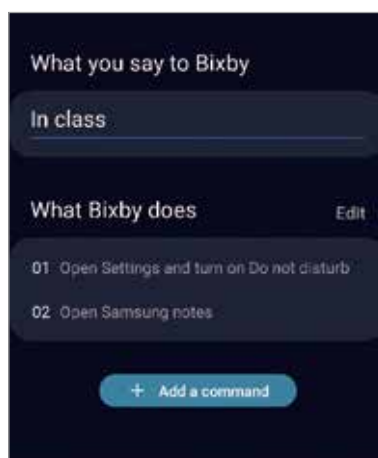 What you say to Bixby
In class
What Bixby does
Edit
01 Open Settings and turn on Do not disturb
02 Open Samsung notes
+ Add a command